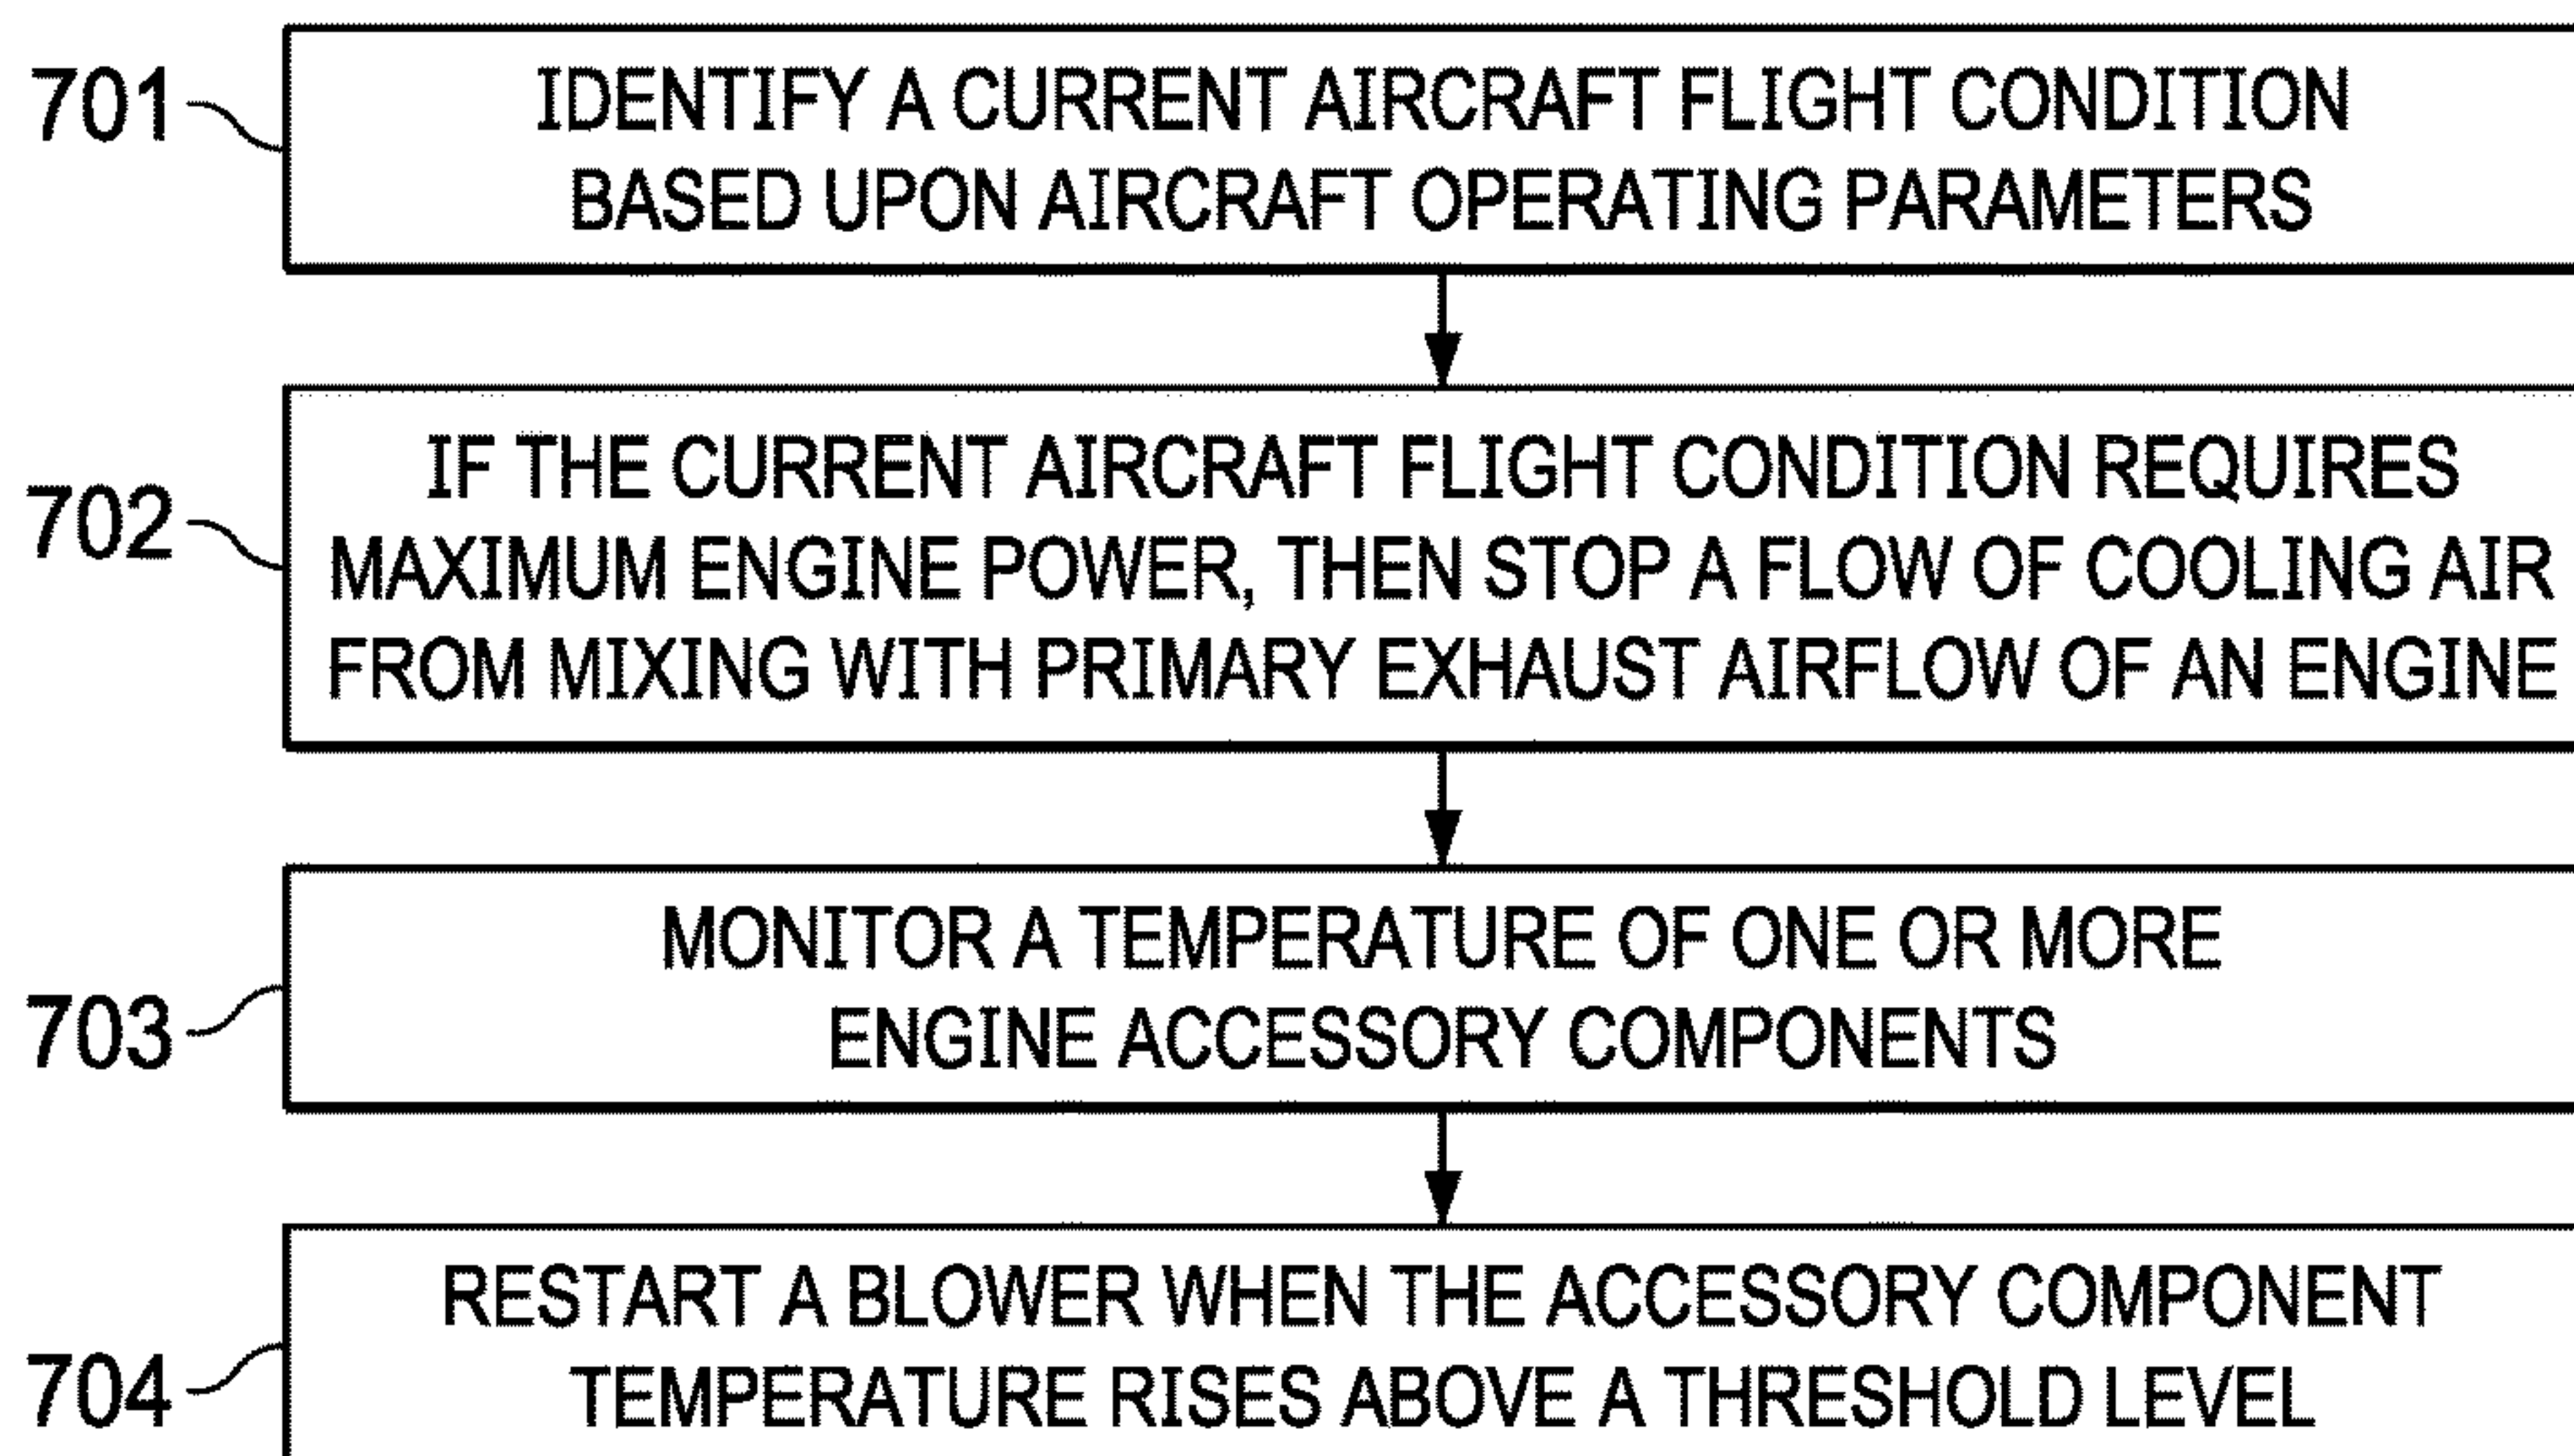 701
IDENTIFY A CURRENT AIRCRAFT FLIGHT CONDITION
BASED UPON AIRCRAFT OPERATING PARAMETERS
702
IF THE CURRENT AIRCRAFT FLIGHT CONDITION REQUIRES
MAXIMUM ENGINE POWER, THEN STOP A FLOW OF COOLING AIR
FROM MIXING WITH PRIMARY EXHAUST AIRFLOW OF AN ENGINE
703
MONITOR A TEMPERATURE OF ONE OR MORE
ENGINE ACCESSORY COMPONENTS
704
RESTART A BLOWER WHEN THE ACCESSORY COMPONENT
TEMPERATURE RISES ABOVE A THRESHOLD LEVEL